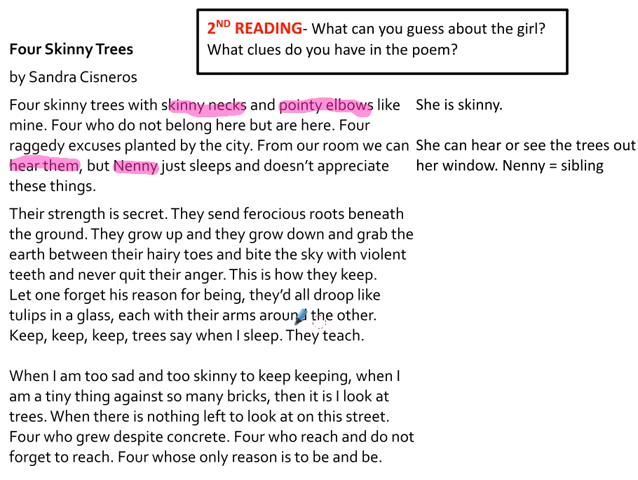 2ND READING- What can you guess about the girl?
What clues do you have in the poem?
Four Skinny Trees
by Sandra Cisneros
Four skinny trees with skinny necks and pointy elbows like
mine. Four who do not belong here but are here. Four
raggedy excuses planted by the city. From our room we can
hear them, but Nenny just sleeps and doesn't appreciate
these things.
She is skinny.
She can hear or see the trees out
her window. Nenny = sibling
Their strength is secret. They send ferocious roots beneath
the ground. They grow up and they grow down and grab the
earth between their hairy toes and bite the sky with violent
teeth and never quit their anger. This is how they keep.
Let one forget his reason for being, they'd all droop like
tulips in a glass, each with their arms around the other.
Keep, keep, keep, trees say when I sleep. They teach.
When I am too sad and too skinny to keep keeping, when I
am a tiny thing against so many bricks, then it is I look at
trees. When there is nothing left to look at on this street.
Four who grew despite concrete. Four who reach and do not
forget to reach. Four whose only reason is to be and be.